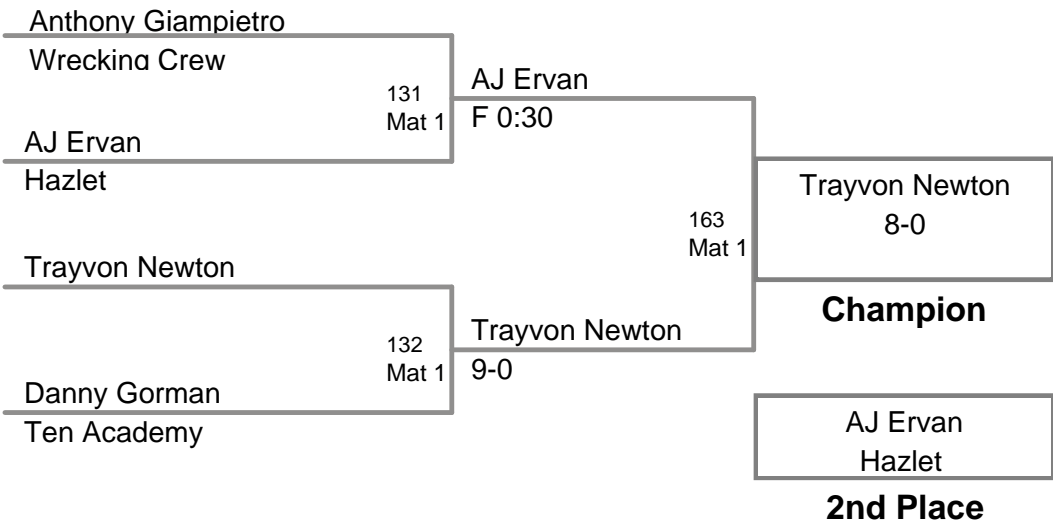 Anthony Giampietro
Wrecking Crew
131
Mat 1
AJ Ervan
Hazlet
AJ Ervan
F 0:30
Trayvon Newton
132
Mat 1
Danny Gorman
Ten Academy
Trayvon Newton
9-0
163
Mat 1
Trayvon Newton
8-0
Champion
AJ Ervan
Hazlet
2nd Place